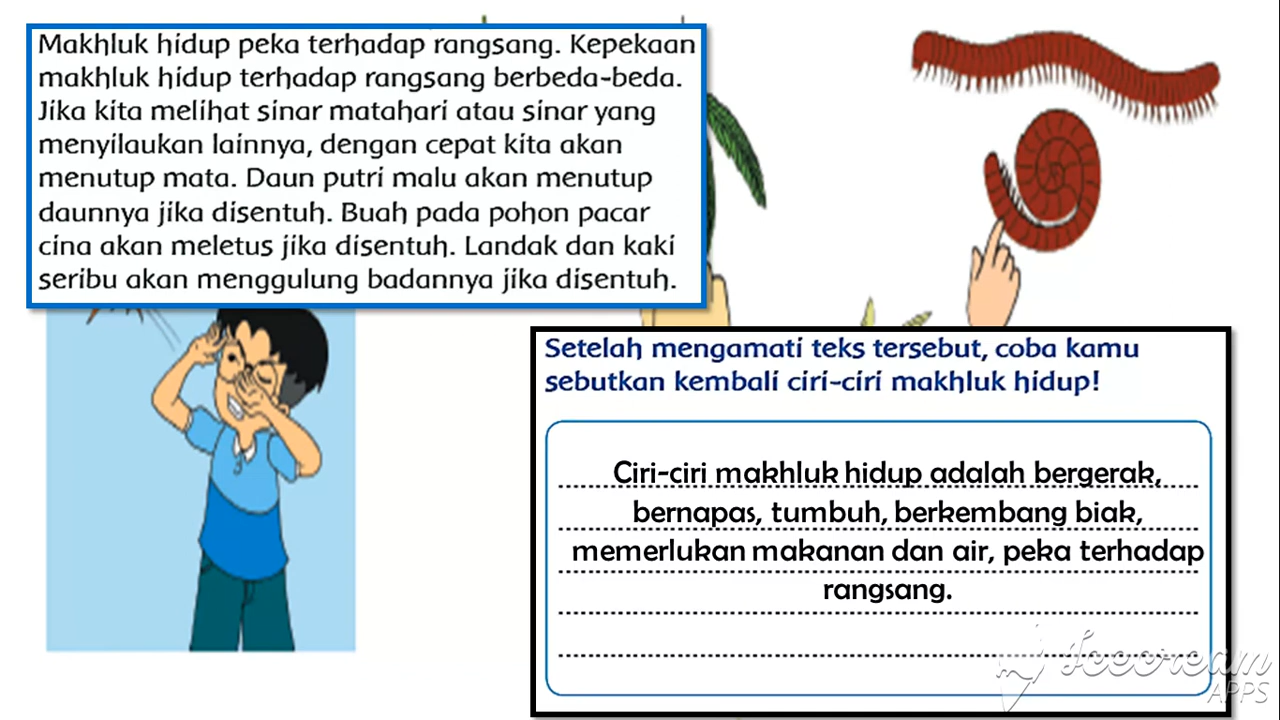 Makhluk hidup peka terhadap rangsang. Kepekaan
makhluk hidup terhadap rangsang berbeda-beda.
Jika kita melihat sinar matahari atau sinar yang
menyilaukan lainnya, dengan cepat kita akan
menutup mata. Daun putri malu akan menutup
daunnya jika disentuh. Buah pada pohon pacar
cina akan meletus jika disentuh. Landak dan kaki
seribu akan menggulung badannya jika disentuh.
Setelah mengamati teks tersebut, coba kamu
sebutkan kembali ciri-ciri makhluk hidup!
Ciri-ciri makhluk hidup adalah bergerak,
bernapas, tumbuh, berkembang biak,
memerlukan makanan dan air, peka terhadap
rangsang.
Icecream
APPS